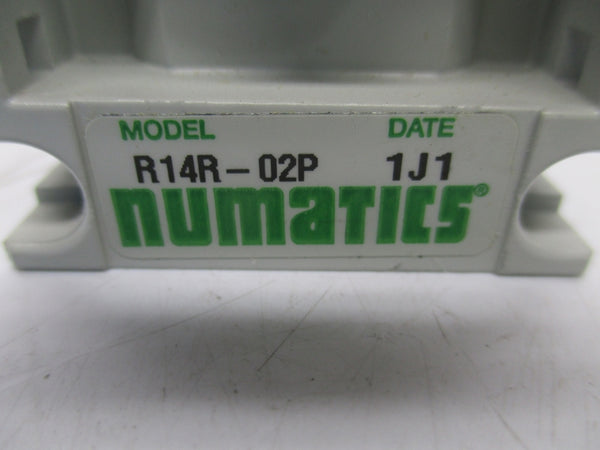 MODEL DATE
R14R-02P 1J1
numatics®